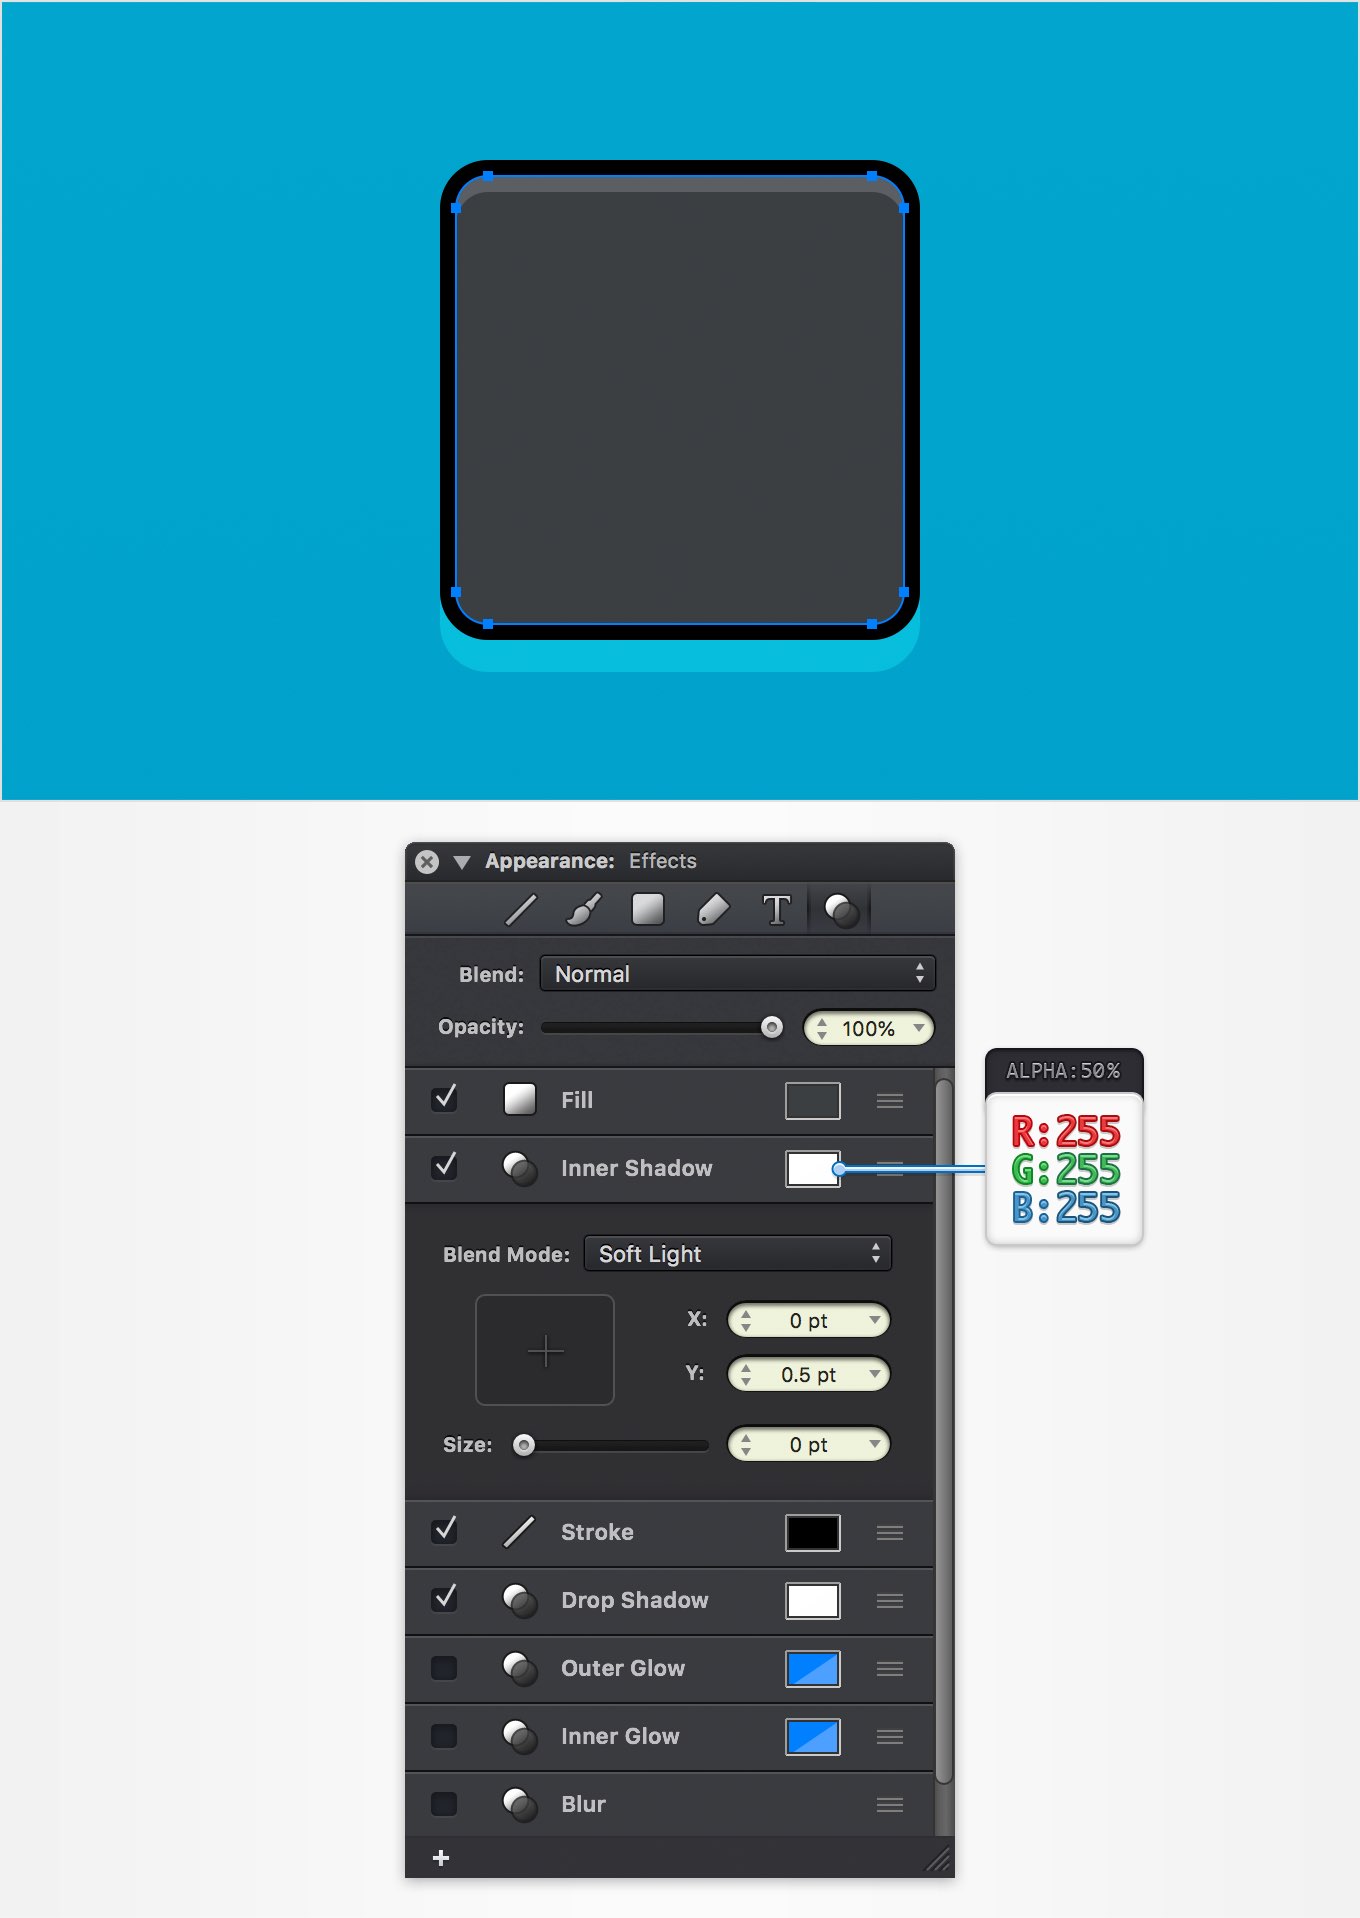 Appearance: Effects
T
Blend: Normal
Opacity: 100%
Fill
ALPHA:50%
R:255
G:255
B:255
Inner Shadow
Blend Mode: Soft Light
X: 0 pt
Y: 0.5 pt
Size: 0 pt
Stroke
Drop Shadow
Outer Glow
Inner Glow
Blur
+